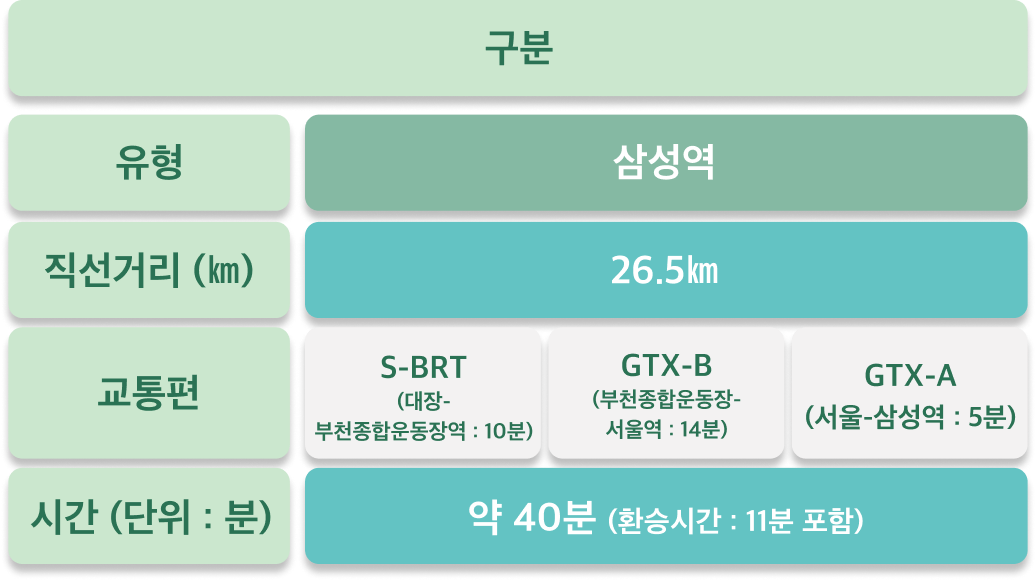 구분
유형
삼성역
직선거리 (㎞)
26.5㎞
교통편
S-BRT
(대장-
부천종합운동장역 : 10분)
GTX-B
(부천종합운동장-
서울역 : 14분)
GTX-A
(서울-삼성역 : 5분)
시간 (단위 : 분)
약 40분 (환승시간 : 11분 포함)